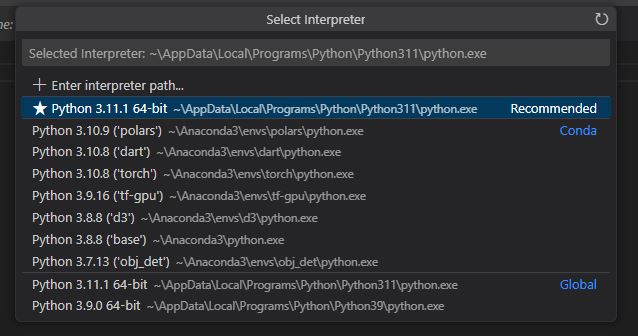 Select Interpreter
Selected Interpreter: ~\AppData\Local\Programs\Python\Python311\python.exe
+ Enter interpreter path...
★ Python 3.11.1 64-bit ~\AppData\Local\Programs\Python\Python311\python.exe Recommended
Python 3.10.9 ('polars') ~\Anaconda3\envs\polars\python.exe Conda
Python 3.10.8 ('dart') ~\Anaconda3\envs\dart\python.exe
Python 3.10.8 ('torch') ~\Anaconda3\envs\torch\python.exe
Python 3.9.16 ('tf-gpu') ~\Anaconda3\envs\tf-gpu\python.exe
Python 3.8.8 ('d3') ~\Anaconda3\envs\d3\python.exe
Python 3.8.8 ('base') ~\Anaconda3\python.exe
Python 3.7.13 ('obj_det') ~\Anaconda3\envs\obj_det\python.exe
Python 3.11.1 64-bit ~\AppData\Local\Programs\Python\Python311\python.exe Global
Python 3.9.0 64-bit ~\AppData\Local\Programs\Python\Python39\python.exe